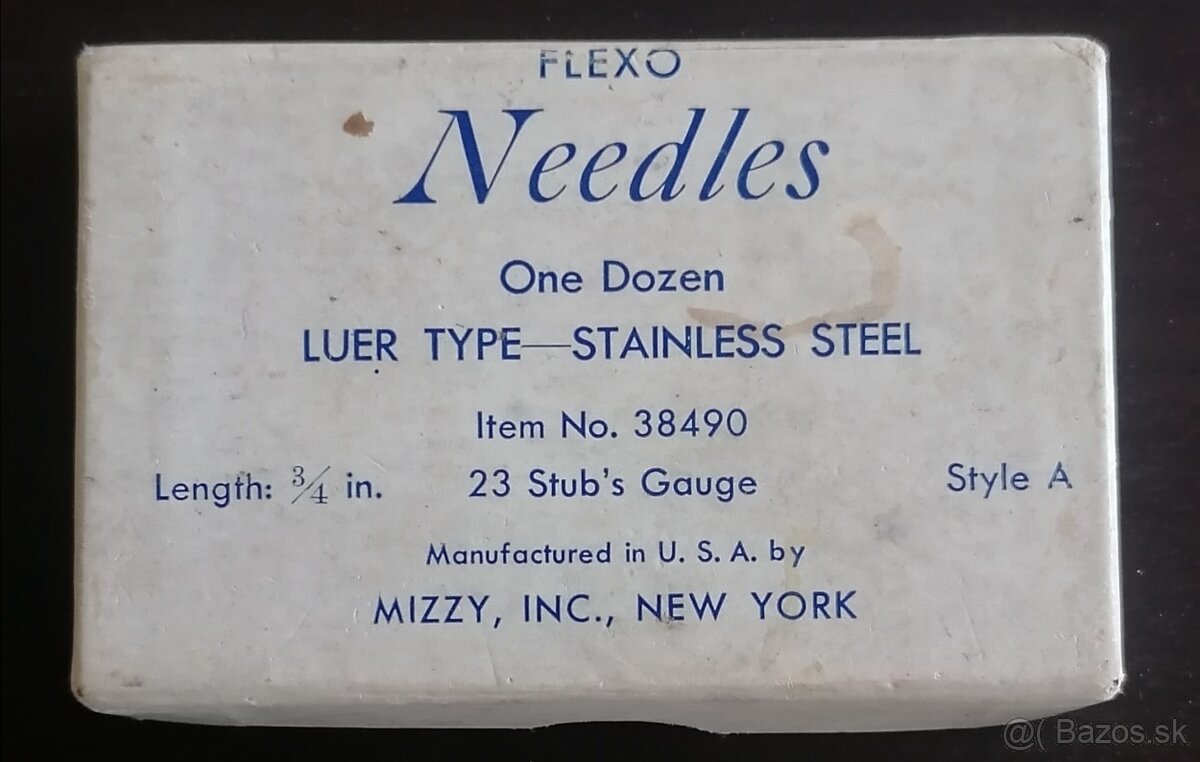 FLEXO
Needles
One Dozen
LUER TYPE—STAINLESS STEEL
Item No. 38490
Length: 3/4 in. 23 Stub's Gauge Style A
Manufactured in U. S. A. by
MIZZY, INC., NEW YORK
@( Bazos.sk